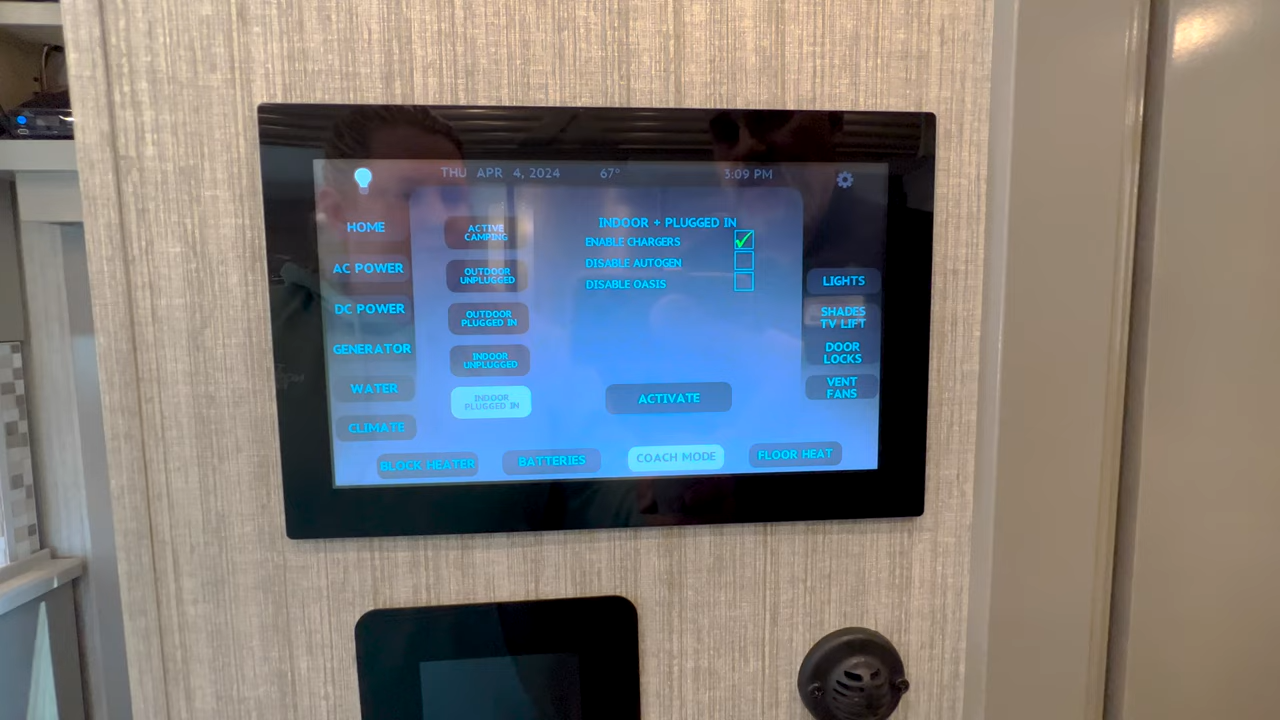 THU APR 4, 2024 67° 3:09 PM
HOME
AC POWER
DC POWER
GENERATOR
WATER
CLIMATE
ACTIVE
CAMPING
OUTDOOR
UNPLUGGED
OUTDOOR
PLUGGED IN
INDOOR
UNPLUGGED
INDOOR
PLUGGED IN
INDOOR + PLUGGED IN
ENABLE CHARGERS
DISABLE AUTOGEN
DISABLE OASIS
ACTIVATE
LIGHTS
SHADES
TV LIFT
DOOR
LOCKS
VENT
FANS
BLOCK HEATER
BATTERIES
COACH MODE
FLOOR HEAT